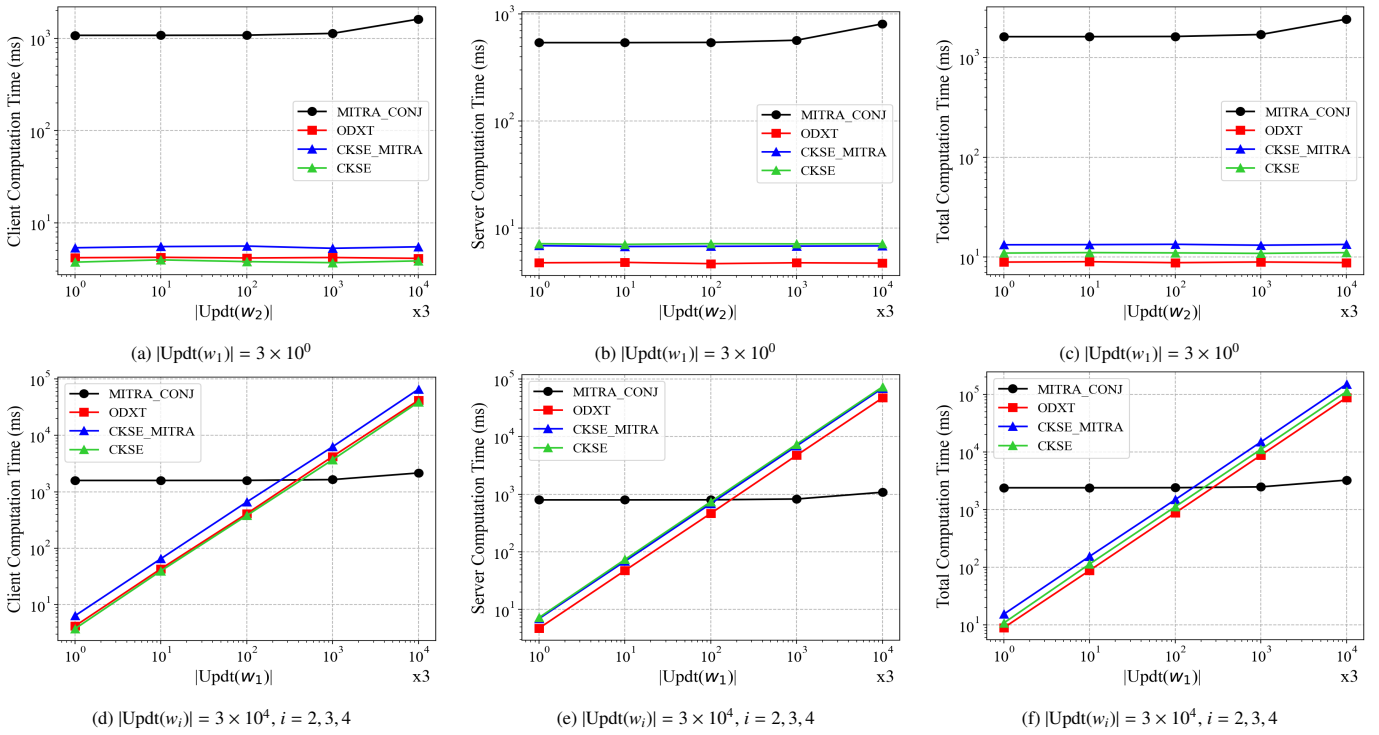 Client Computation Time (ms)
10³
10²
10¹
MITRA_CONJ
ODXT
CKSE_MITRA
CKSE
10⁰ 10¹ 10² 10³ 10⁴
|Updt(w₂)| x3
(a) |Updt(w₁)| = 3 × 10⁰
Server Computation Time (ms)
10³
10²
10¹
MITRA_CONJ
ODXT
CKSE_MITRA
CKSE
10⁰ 10¹ 10² 10³ 10⁴
|Updt(w₂)| x3
(b) |Updt(w₁)| = 3 × 10⁰
Total Computation Time (ms)
10³
10²
10¹
MITRA_CONJ
ODXT
CKSE_MITRA
CKSE
10⁰ 10¹ 10² 10³ 10⁴
|Updt(w₂)| x3
(c) |Updt(w₁)| = 3 × 10⁰
Client Computation Time (ms)
10⁵
10⁴
10³
10²
10¹
MITRA_CONJ
ODXT
CKSE_MITRA
CKSE
10⁰ 10¹ 10² 10³ 10⁴
|Updt(w₁)| x3
(d) |Updt(wᵢ)| = 3 × 10⁴, i = 2, 3, 4
Server Computation Time (ms)
10⁵
10⁴
10³
10²
10¹
MITRA_CONJ
ODXT
CKSE_MITRA
CKSE
10⁰ 10¹ 10² 10³ 10⁴
|Updt(w₁)| x3
(e) |Updt(wᵢ)| = 3 × 10⁴, i = 2, 3, 4
Total Computation Time (ms)
10⁵
10⁴
10³
10²
10¹
MITRA_CONJ
ODXT
CKSE_MITRA
CKSE
10⁰ 10¹ 10² 10³ 10⁴
|Updt(w₁)| x3
(f) |Updt(wᵢ)| = 3 × 10⁴, i = 2, 3, 4